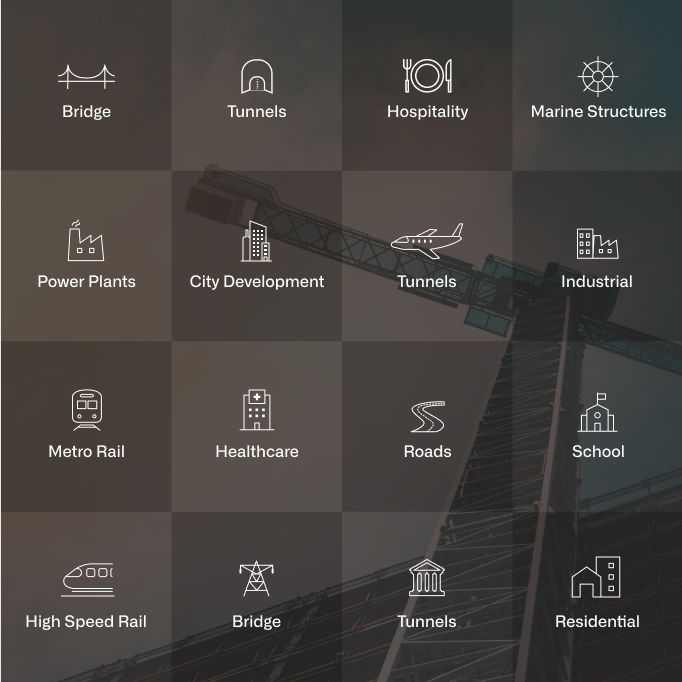 Bridge
Tunnels
Hospitality
Marine Structures
Power Plants
City Development
Tunnels
Industrial
Metro Rail
Healthcare
Roads
School
High Speed Rail
Bridge
Tunnels
Residential